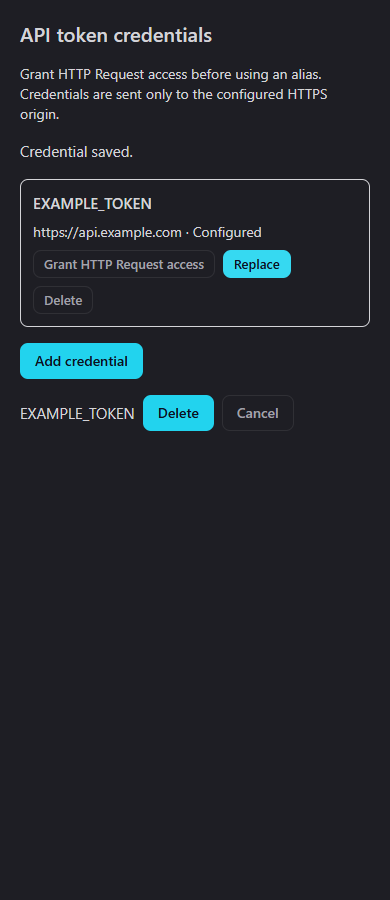 API token credentials
Grant HTTP Request access before using an alias.
Credentials are sent only to the configured HTTPS
origin.
Credential saved.
EXAMPLE_TOKEN
https://api.example.com · Configured
Grant HTTP Request access Replace
Delete
Add credential
EXAMPLE_TOKEN Delete Cancel